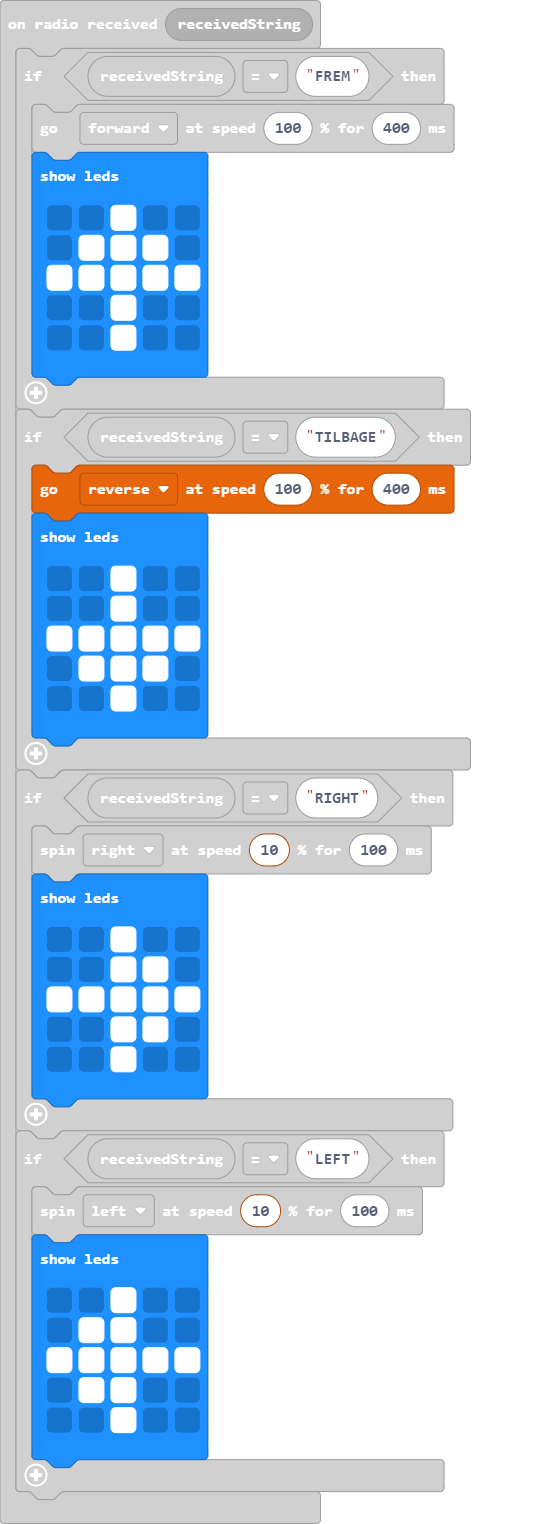 on radio received receivedString
if receivedString = "FREM" then
go forward at speed 100 % for 400 ms
show leds
if receivedString = "TILBAGE" then
go reverse at speed 100 % for 400 ms
show leds
if receivedString = "RIGHT" then
spin right at speed 10 % for 100 ms
show leds
if receivedString = "LEFT" then
spin left at speed 10 % for 100 ms
show leds